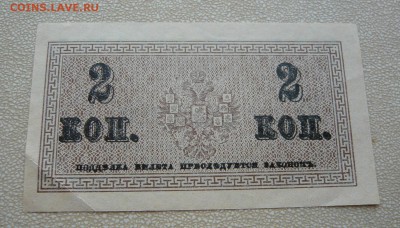 COINS.LAVE.RU
2 2
КОП. КОП.
ПОДДѢЛКА БИЛЕТА ПРЕСЛѢДУЕТСЯ ЗАКОНОМЪ.